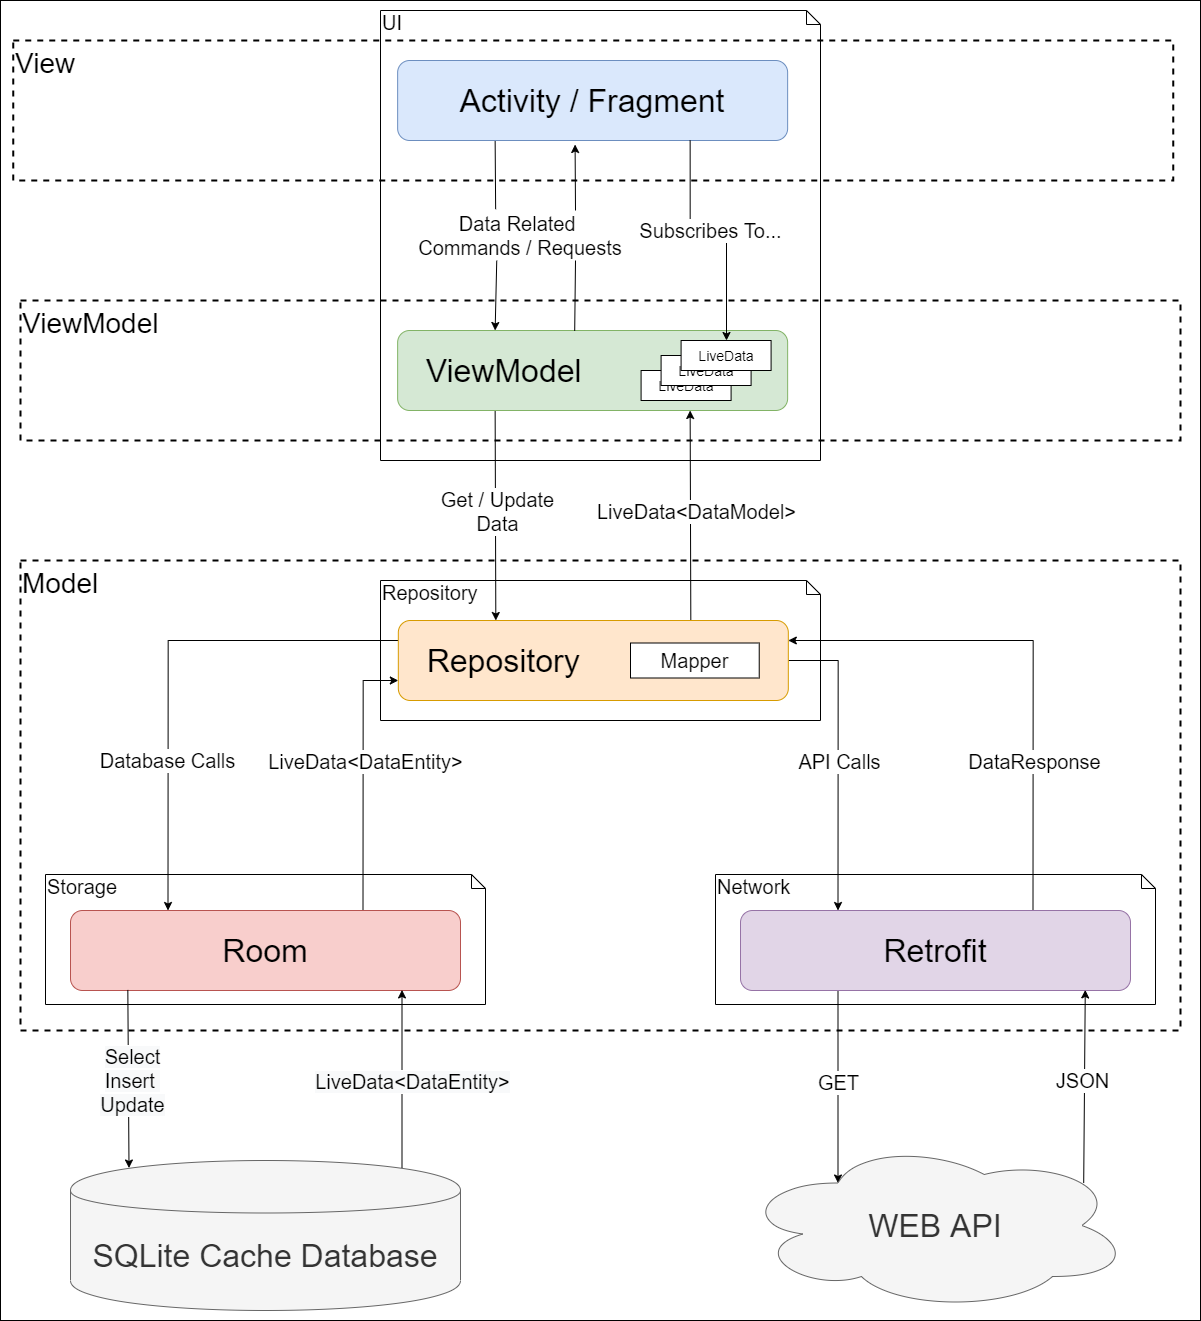 UI
View
Activity / Fragment
Data Related
Commands / Requests
Subscribes To...
ViewModel
ViewModel
LiveData
LiveData
LiveData
Get / Update
Data
LiveData<DataModel>
Model
Repository
Repository
Mapper
Database Calls
LiveData<DataEntity>
API Calls
DataResponse
Storage
Network
Room
Retrofit
Select
Insert
Update
LiveData<DataEntity>
GET
JSON
SQLite Cache Database
WEB API